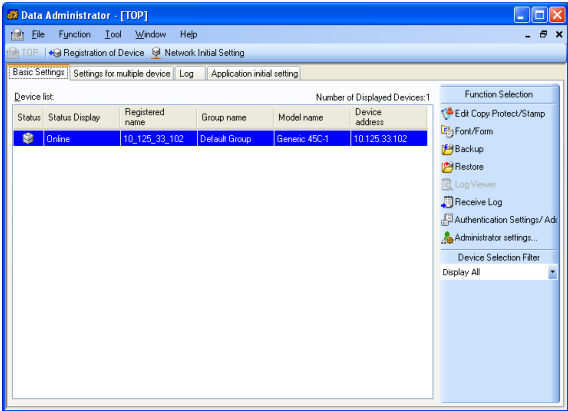 Data Administrator - [TOP]
File Function Tool Window Help
TOP Registration of Device Network Initial Setting
Basic Settings Settings for multiple device Log Application initial setting
Device list: Number of Displayed Devices:1
Status Status Display Registered name Group name Model name Device address
Online 10_125_33_102 Default Group Generic 45C-1 10.125.33.102
Function Selection
Edit Copy Protect/Stamp
Font/Form
Backup
Restore
Log Viewer
Receive Log
Authentication Settings/ Add
Administrator settings...
Device Selection Filter
Display All